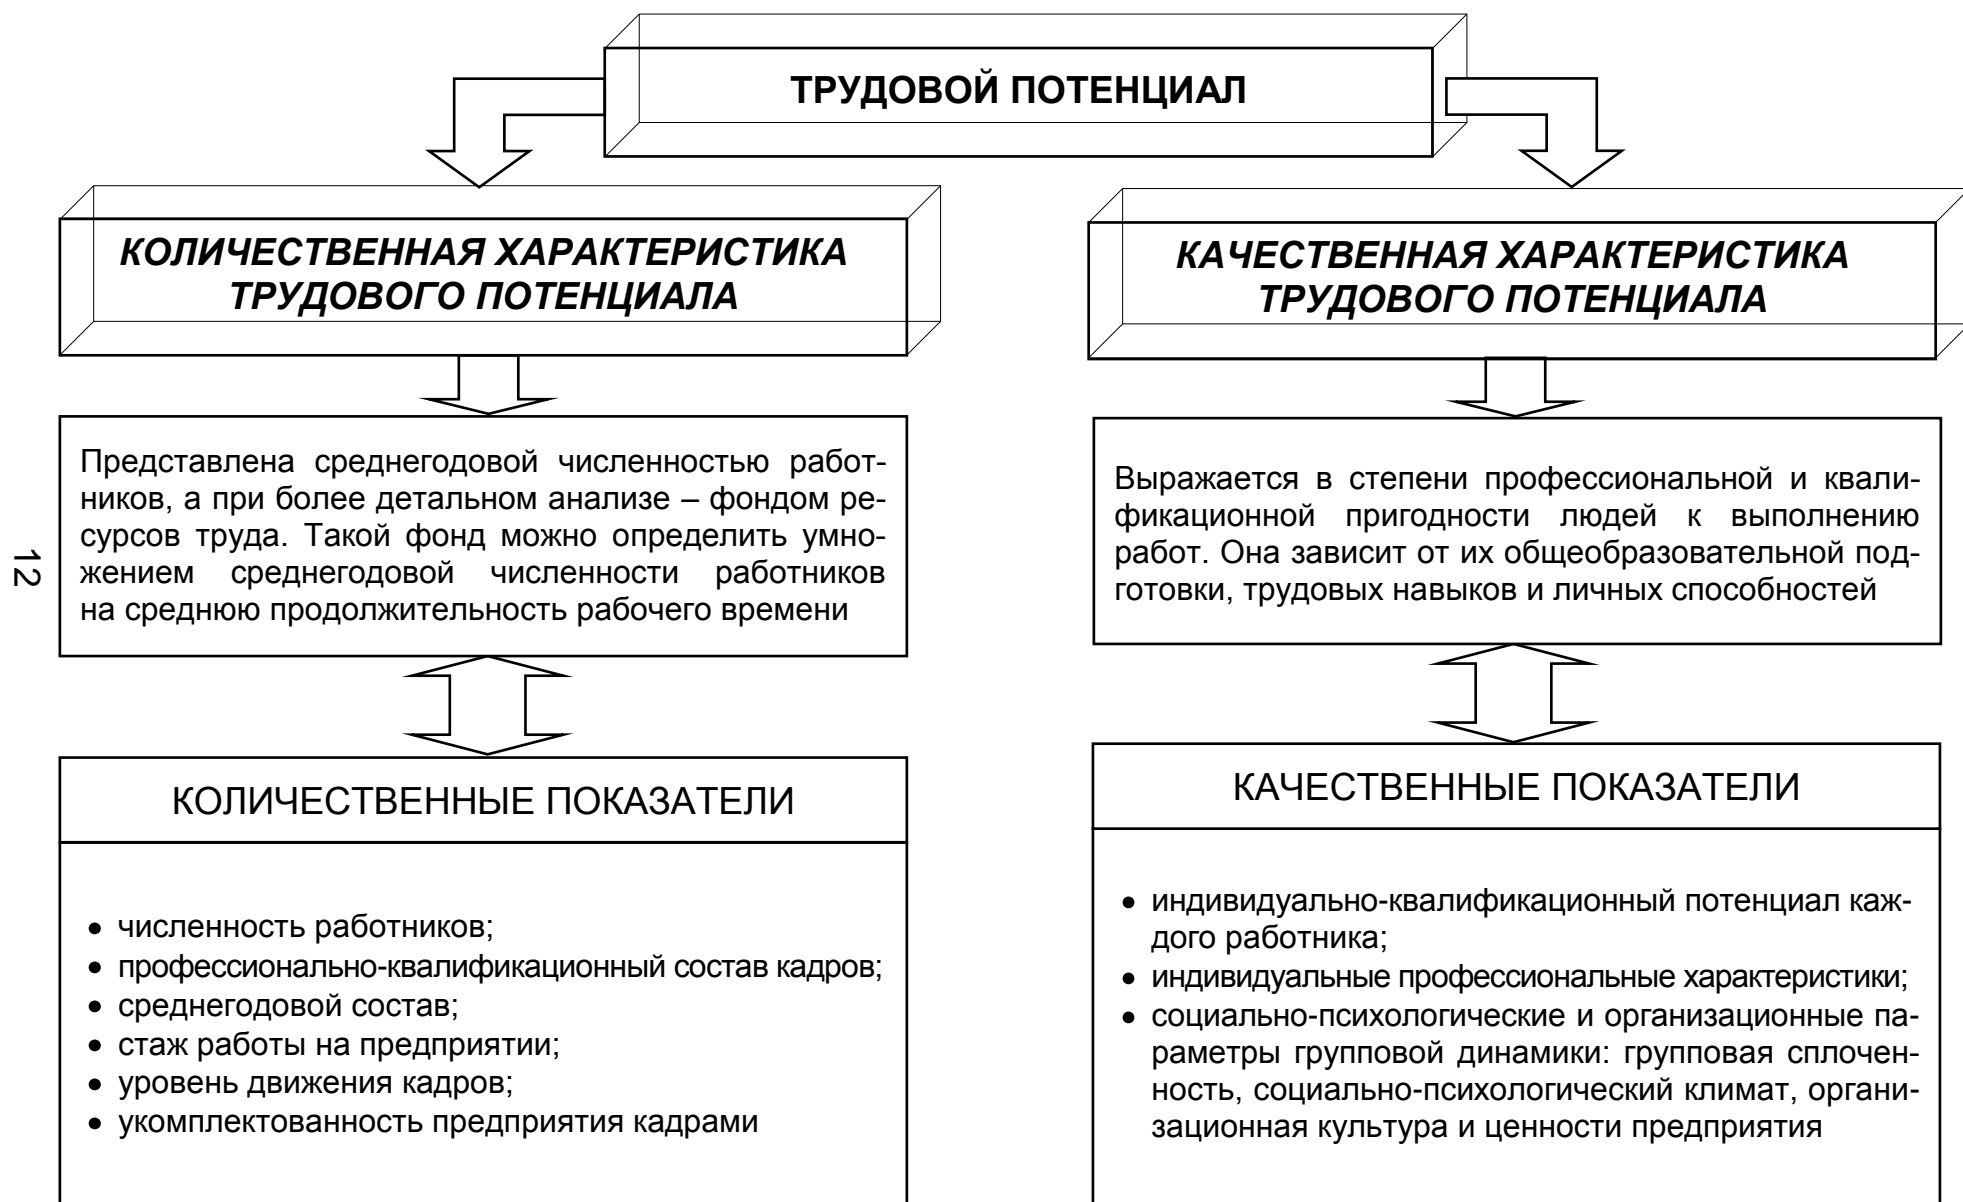 ТРУДОВОЙ ПОТЕНЦИАЛ
КОЛИЧЕСТВЕННАЯ ХАРАКТЕРИСТИКА
ТРУДОВОГО ПОТЕНЦИАЛА
Представлена среднегодовой численностью работ-
ников, а при более детальном анализе – фондом ре-
сурсов труда. Такой фонд можно определить умно-
жением среднегодовой численности работников
на среднюю продолжительность рабочего времени
КОЛИЧЕСТВЕННЫЕ ПОКАЗАТЕЛИ
• численность работников;
• профессионально-квалификационный состав кадров;
• среднегодовой состав;
• стаж работы на предприятии;
• уровень движения кадров;
• укомплектованность предприятия кадрами
КАЧЕСТВЕННАЯ ХАРАКТЕРИСТИКА
ТРУДОВОГО ПОТЕНЦИАЛА
Выражается в степени профессиональной и квали-
фикационной пригодности людей к выполнению
работ. Она зависит от их общеобразовательной под-
готовки, трудовых навыков и личных способностей
КАЧЕСТВЕННЫЕ ПОКАЗАТЕЛИ
• индивидуально-квалификационный потенциал каж-
дого работника;
• индивидуальные профессиональные характеристики;
• социально-психологические и организационные па-
раметры групповой динамики: групповая сплочен-
ность, социально-психологический климат, органи-
зационная культура и ценности предприятия
12